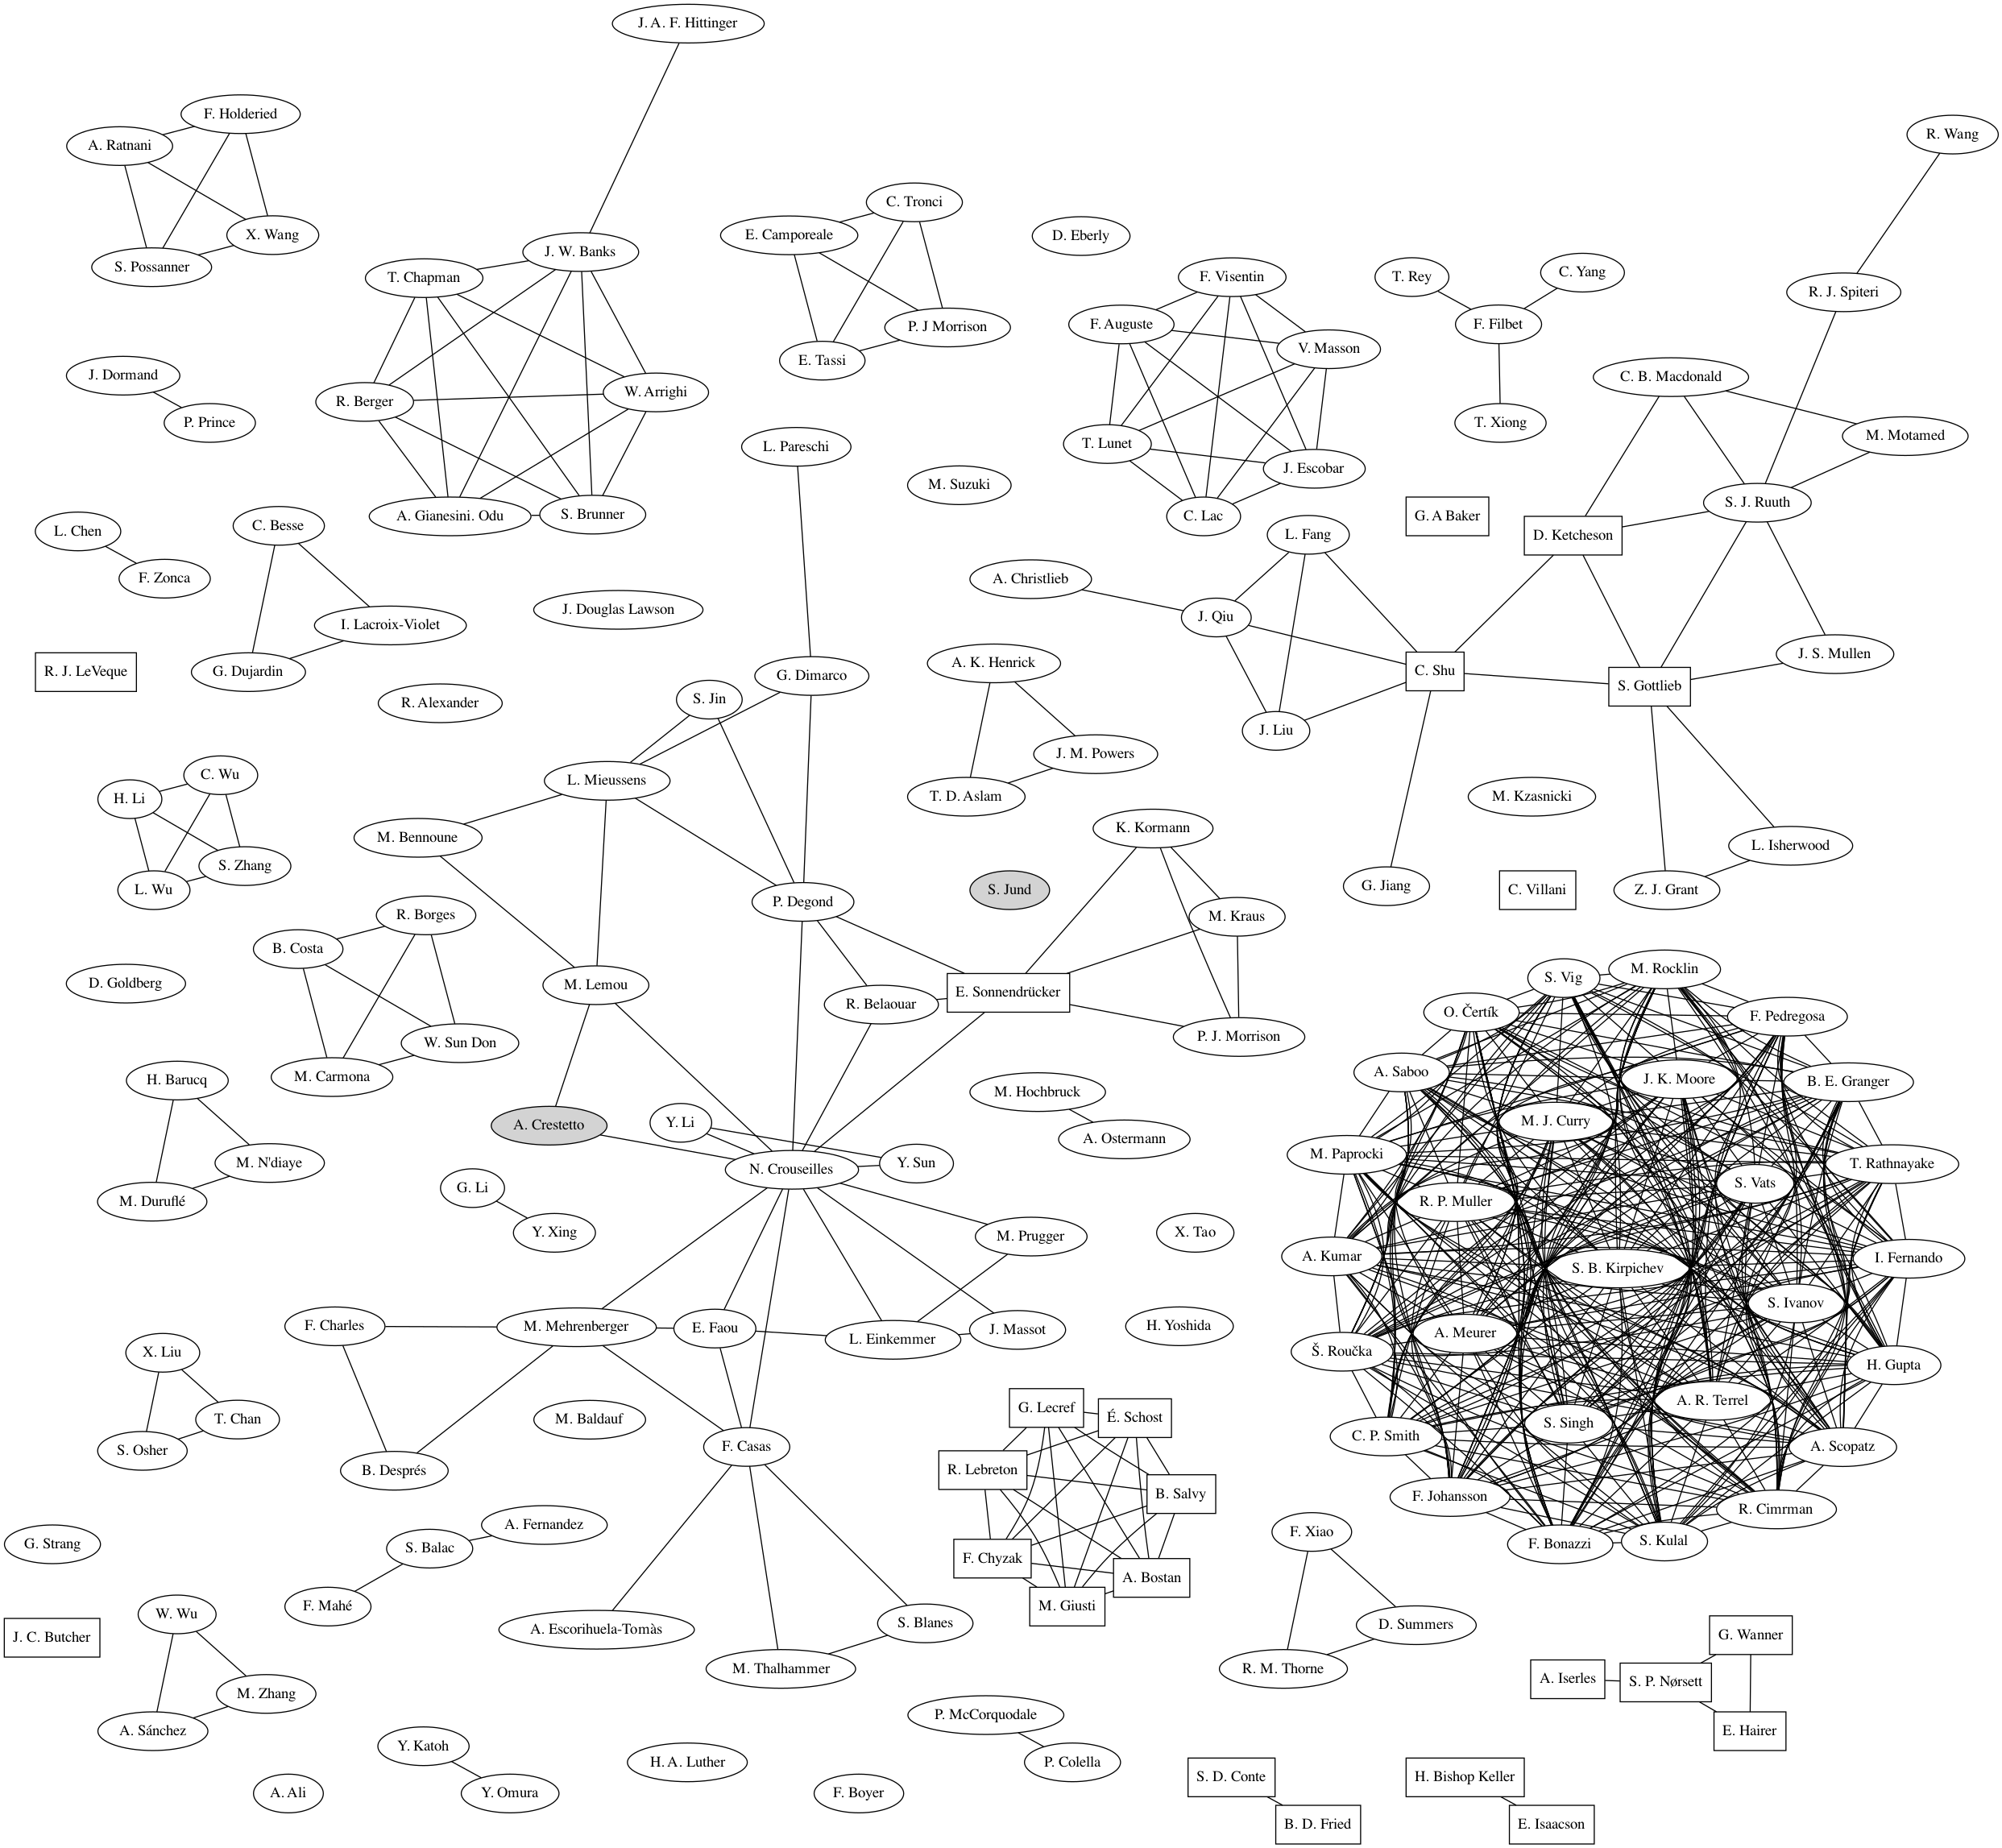 J. A. F. Hittinger
F. Holderied
A. Ratnani
R. Wang
C. Tronci
X. Wang
E. Camporeale
D. Eberly
J. W. Banks
S. Possanner
T. Chapman
F. Visentin
T. Rey
C. Yang
R. J. Spiteri
F. Auguste
F. Filbet
P. J Morrison
V. Masson
E. Tassi
J. Dormand
C. B. Macdonald
W. Arrighi
R. Berger
P. Prince
T. Xiong
M. Motamed
L. Pareschi
T. Lunet
J. Escobar
M. Suzuki
S. J. Ruuth
A. Gianesini. Odu
S. Brunner
C. Lac
G. A Baker
C. Besse
L. Chen
L. Fang
D. Ketcheson
F. Zonca
A. Christlieb
J. Douglas Lawson
J. Qiu
I. Lacroix-Violet
J. S. Mullen
A. K. Henrick
R. J. LeVeque
G. Dujardin
C. Shu
G. Dimarco
S. Gottlieb
S. Jin
R. Alexander
J. Liu
J. M. Powers
C. Wu
L. Mieussens
H. Li
T. D. Aslam
M. Kzasnicki
K. Kormann
M. Bennoune
L. Isherwood
S. Zhang
L. Wu
S. Jund
G. Jiang
C. Villani
Z. J. Grant
P. Degond
R. Borges
M. Kraus
B. Costa
M. Rocklin
S. Vig
D. Goldberg
M. Lemou
E. Sonnendrücker
R. Belaouar
O. Čertík
F. Pedregosa
P. J. Morrison
W. Sun Don
A. Saboo
M. Carmona
H. Barucq
J. K. Moore
B. E. Granger
M. Hochbruck
Y. Li
M. J. Curry
A. Crestetto
A. Ostermann
M. Paprocki
M. N'diaye
Y. Sun
T. Rathnayake
N. Crouseilles
S. Vats
G. Li
M. Duruflé
R. P. Muller
Y. Xing
X. Tao
M. Prugger
A. Kumar
I. Fernando
S. B. Kirpichev
S. Ivanov
F. Charles
M. Mehrenberger
E. Faou
H. Yoshida
J. Massot
A. Meurer
L. Einkemmer
X. Liu
Š. Roučka
H. Gupta
A. R. Terrel
G. Lecref
É. Schost
T. Chan
M. Baldauf
S. Singh
C. P. Smith
F. Casas
A. Scopatz
S. Osher
B. Després
R. Lebreton
B. Salvy
F. Johansson
R. Cimrman
A. Fernandez
F. Xiao
G. Strang
S. Balac
F. Bonazzi
S. Kulal
F. Chyzak
A. Bostan
F. Mahé
M. Giusti
W. Wu
S. Blanes
D. Summers
A. Escorihuela-Tomàs
J. C. Butcher
G. Wanner
M. Thalhammer
R. M. Thorne
A. Iserles
S. P. Nørsett
M. Zhang
P. McCorquodale
A. Sánchez
E. Hairer
Y. Katoh
H. A. Luther
P. Colella
S. D. Conte
H. Bishop Keller
A. Ali
Y. Omura
F. Boyer
B. D. Fried
E. Isaacson